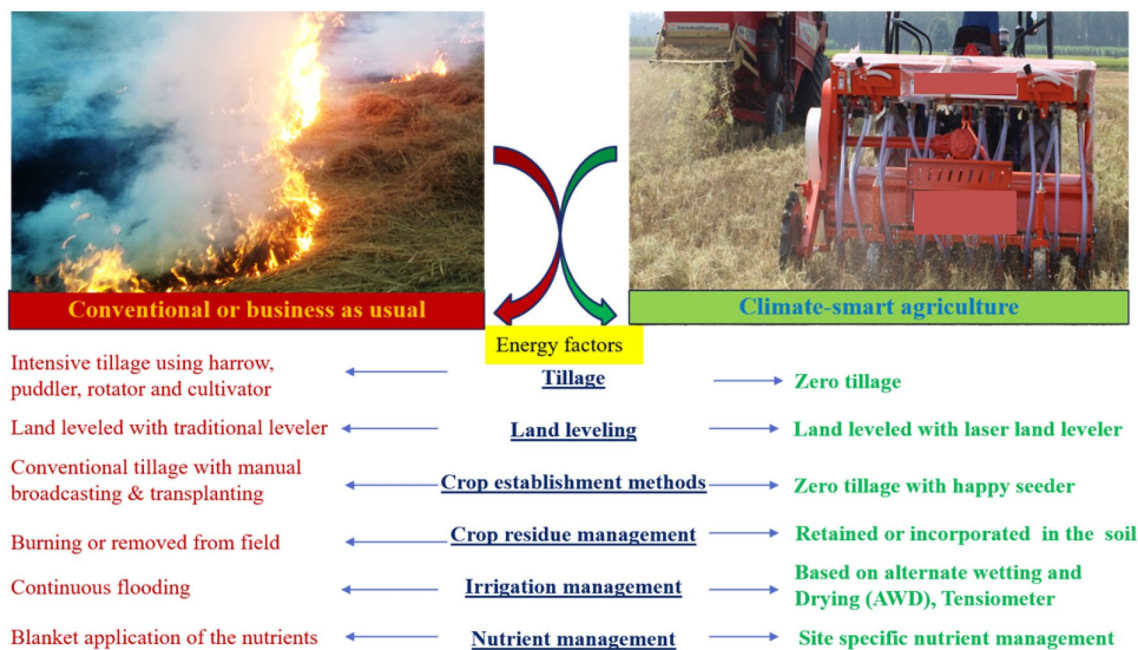 Conventional or business as usual
Climate-smart agriculture
Energy factors
Intensive tillage using harrow,
puddler, rotator and cultivator
Tillage
Zero tillage
Land leveled with traditional leveler
Land leveling
Land leveled with laser land leveler
Conventional tillage with manual
broadcasting & transplanting
Crop establishment methods
Zero tillage with happy seeder
Burning or removed from field
Crop residue management
Retained or incorporated in the soil
Continuous flooding
Irrigation management
Based on alternate wetting and
Drying (AWD), Tensiometer
Blanket application of the nutrients
Nutrient management
Site specific nutrient management